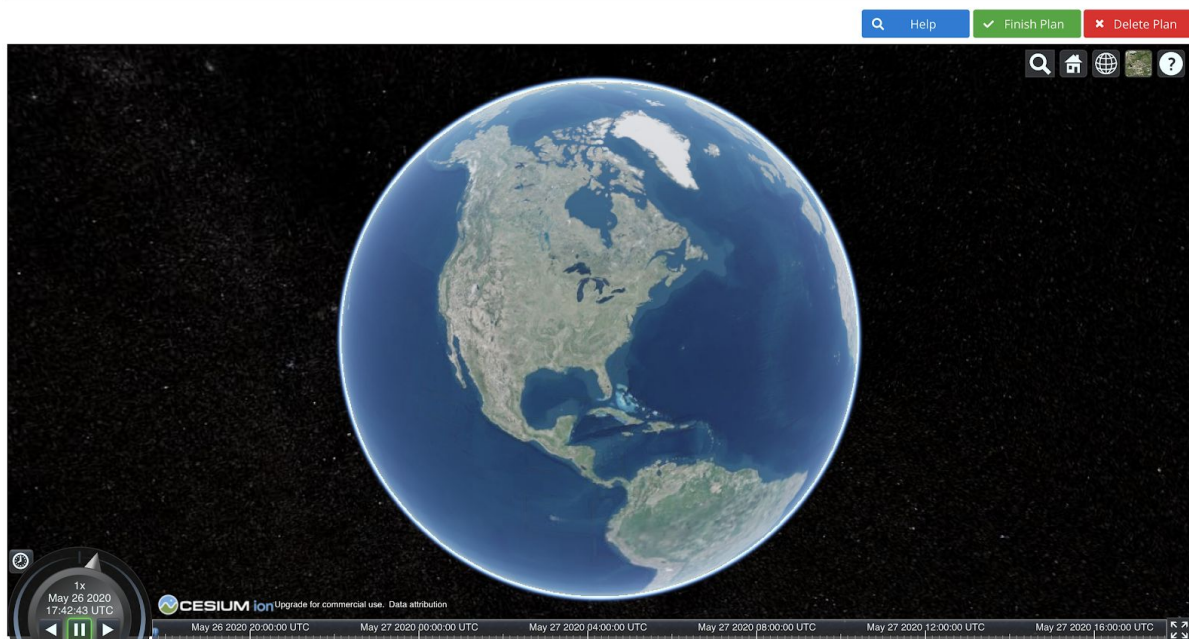 Help
Finish Plan
Delete Plan
?
1x
May 26 2020
17:42:43 UTC
CESIUM ion Upgrade for commercial use. Data attribution
May 26 2020 20:00:00 UTC
May 27 2020 00:00:00 UTC
May 27 2020 04:00:00 UTC
May 27 2020 08:00:00 UTC
May 27 2020 12:00:00 UTC
May 27 2020 16:00:00 UTC